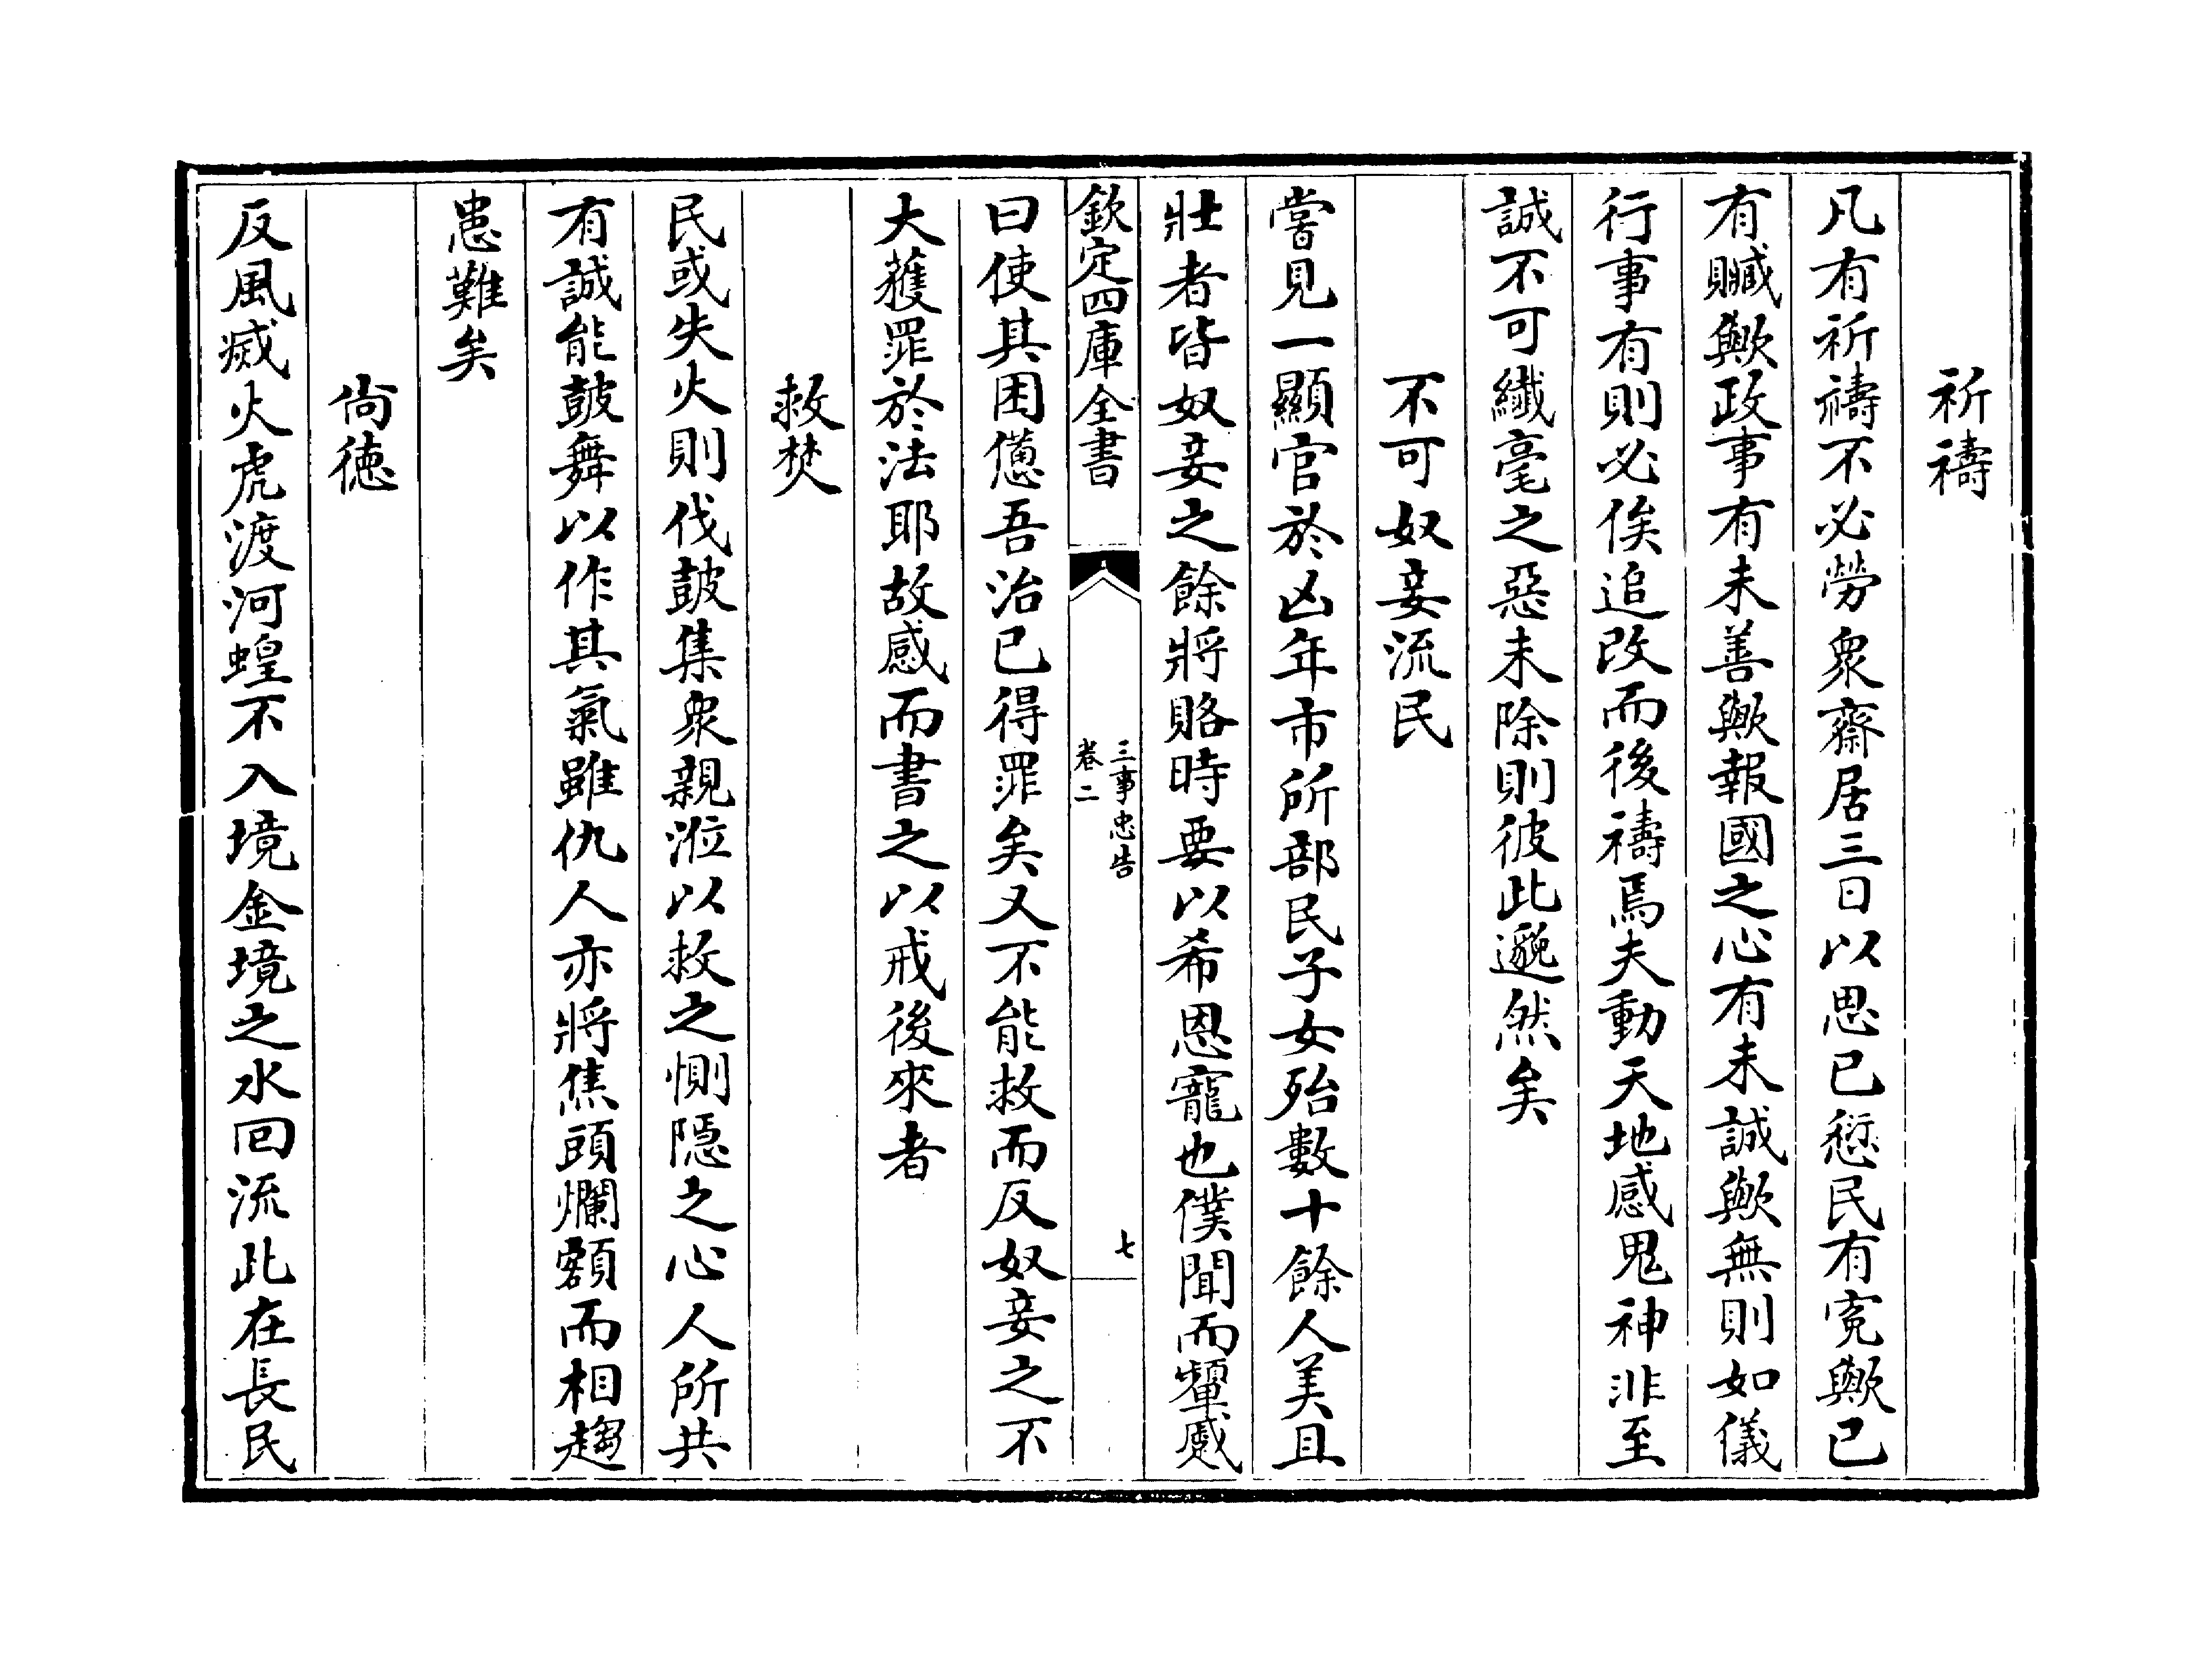 祈禱
凡有祈禱不必勞衆齋居三日以思已愆民有寃歟已
有贓歟政事有未善歟報國之心有未誠歟無則如儀
行事有則必俟追改而後禱焉夫動天地感鬼神非至
誠不可纖毫之惡未除則彼此邈然矣
不可奴妾流民
嘗見一顯官於凶年市所部民子女殆數十餘人美且
壯者皆奴妾之餘將賂時要以希恩寵也僕聞而顰蹙
欽定四庫全書
三事忠告
卷二
七
曰使其困憊吾治已得罪矣又不能救而反奴妾之不
大獲罪於法耶故感而書之以戒後來者
救焚
民或失火則伐鼓集衆親涖以救之惻隠之心人所共
有誠能鼓舞以作其氣雖仇人亦將焦頭爛額而相趨
患難矣
尚徳
反風滅火虎渡河蝗不入境金境之水回流此在長民